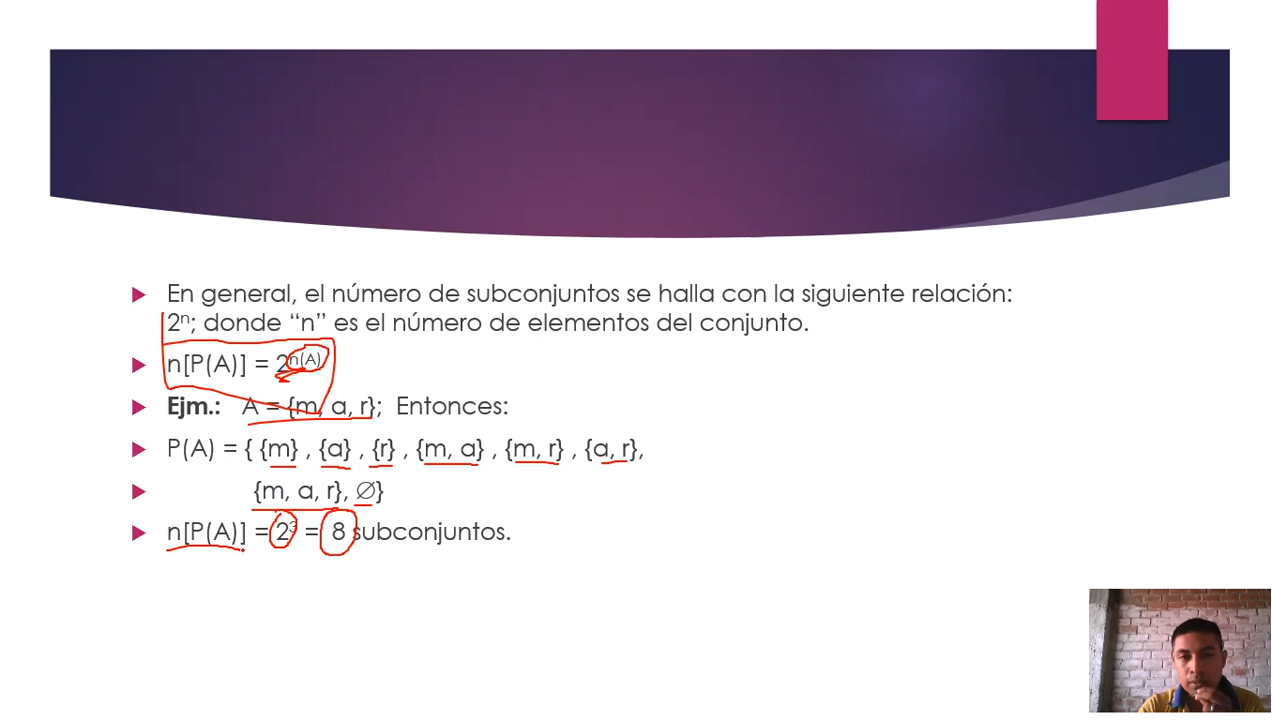 En general, el número de subconjuntos se halla con la siguiente relación:
2ⁿ; donde “n” es el número de elementos del conjunto.
n[P(A)] = 2ⁿ⁽ᴬ⁾
Ejm.: A = {m, a, r}; Entonces:
P(A) = { {m} , {a} , {r} , {m, a} , {m, r} , {a, r},
{m, a, r}, ∅}
n[P(A)] = 2³ = 8 subconjuntos.